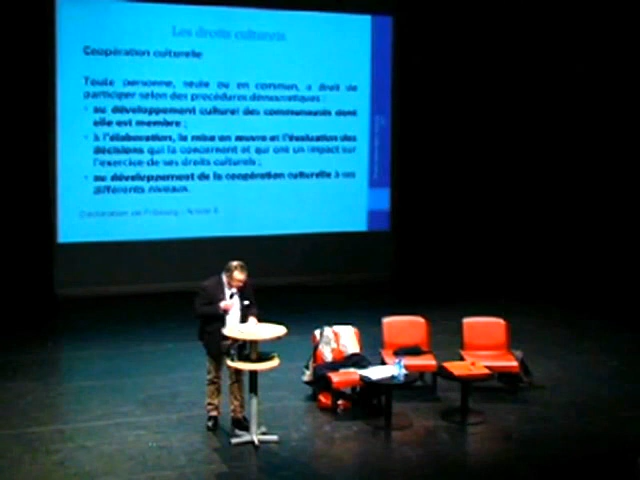 Les droits culturels
Coopération culturelle
Toute personne, seule ou en commun, a droit de
participer selon des procédures démocratiques :
- au développement culturel des communautés dont
elle est membre ;
- à l'élaboration, la mise en œuvre et l'évaluation des
décisions qui la concernent et qui ont un impact sur
l'exercice de ses droits culturels ;
- au développement de la coopération culturelle à ses
différents niveaux.
Déclaration de Fribourg